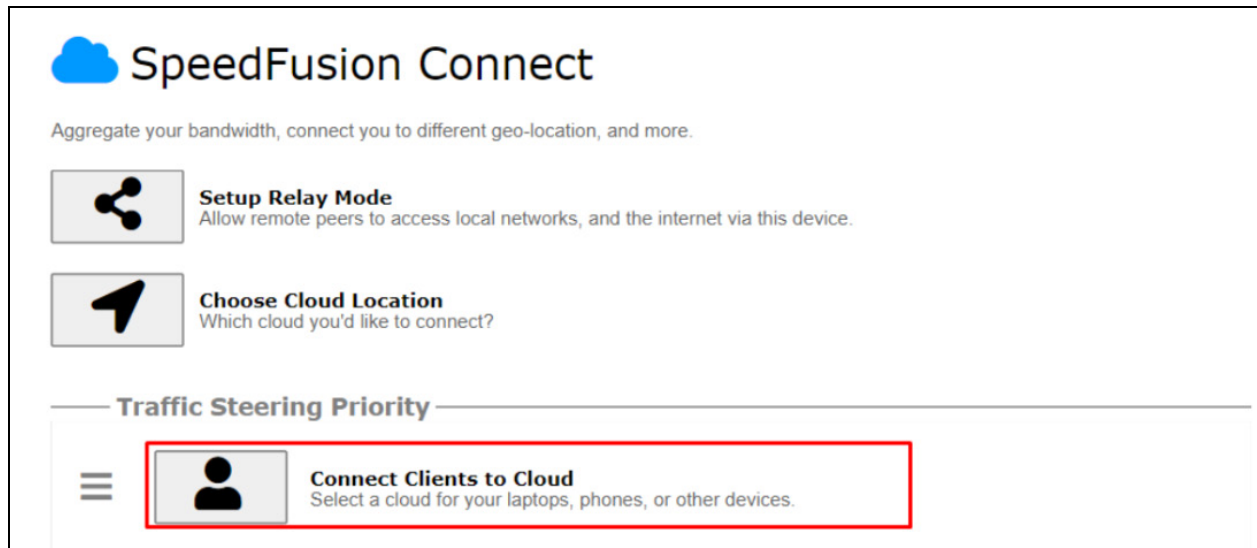 SpeedFusion Connect
Aggregate your bandwidth, connect you to different geo-location, and more.
Setup Relay Mode
Allow remote peers to access local networks, and the internet via this device.
Choose Cloud Location
Which cloud you'd like to connect?
Traffic Steering Priority
Connect Clients to Cloud
Select a cloud for your laptops, phones, or other devices.